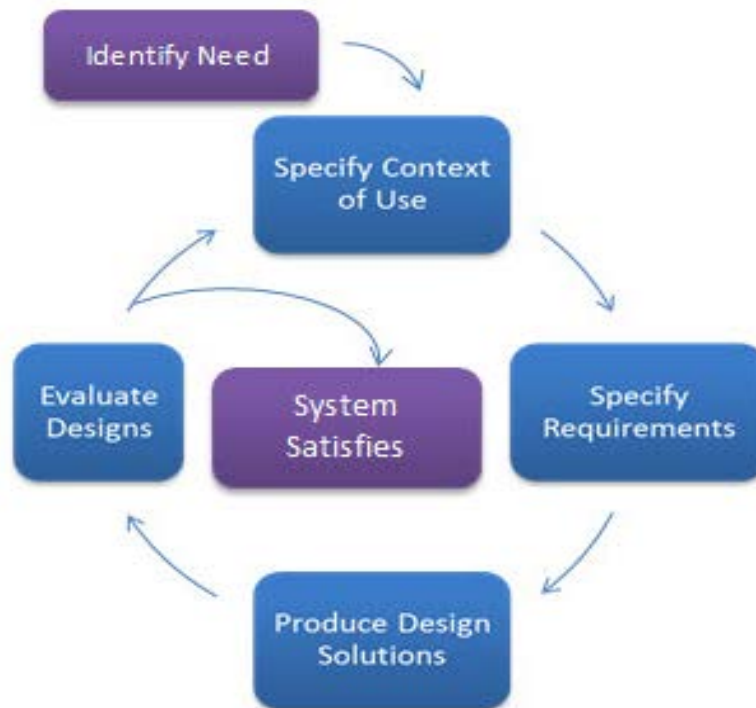 Identify Need
Specify Context
of Use
Evaluate
Designs
System
Satisfies
Specify
Requirements
Produce Design
Solutions